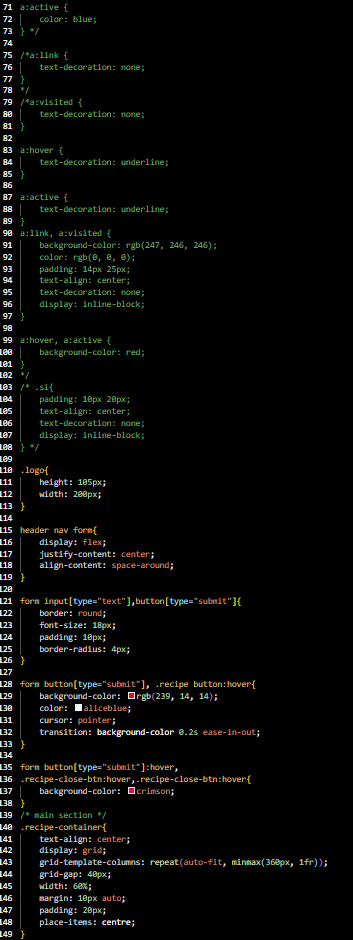 71 a:active {
72     color: blue;
73 } */
74
75 /*a:link {
76     text-decoration: none;
77 }
78 */
79 /*a:visited {
80     text-decoration: none;
81 }
82
83 a:hover {
84     text-decoration: underline;
85 }
86
87 a:active {
88     text-decoration: underline;
89 }
90 a:link, a:visited {
91     background-color: rgb(247, 246, 246);
92     color: rgb(0, 0, 0);
93     padding: 14px 25px;
94     text-align: center;
95     text-decoration: none;
96     display: inline-block;
97 }
98
99 a:hover, a:active {
100     background-color: red;
101 }
102 */
103 /* .si{
104     padding: 10px 20px;
105     text-align: center;
106     text-decoration: none;
107     display: inline-block;
108 } */
109
110 .logo{
111     height: 105px;
112     width: 200px;
113 }
114
115 header nav form{
116     display: flex;
117     justify-content: center;
118     align-content: space-around;
119 }
120
121 form input[type="text"],button[type="submit"]{
122     border: round;
123     font-size: 18px;
124     padding: 10px;
125     border-radius: 4px;
126 }
127
128 form button[type="submit"], .recipe button:hover{
129     background-color: rgb(239, 14, 14);
130     color: aliceblue;
131     cursor: pointer;
132     transition: background-color 0.2s ease-in-out;
133 }
134
135 form button[type="submit"]:hover,
136 .recipe-close-btn:hover,.recipe-close-btn:hover{
137     background-color: crimson;
138 }
139 /* main section */
140 .recipe-container{
141     text-align: center;
142     display: grid;
143     grid-template-columns: repeat(auto-fit, minmax(360px, 1fr));
144     grid-gap: 40px;
145     width: 60%;
146     margin: 10px auto;
147     padding: 20px;
148     place-items: centre;
149 }